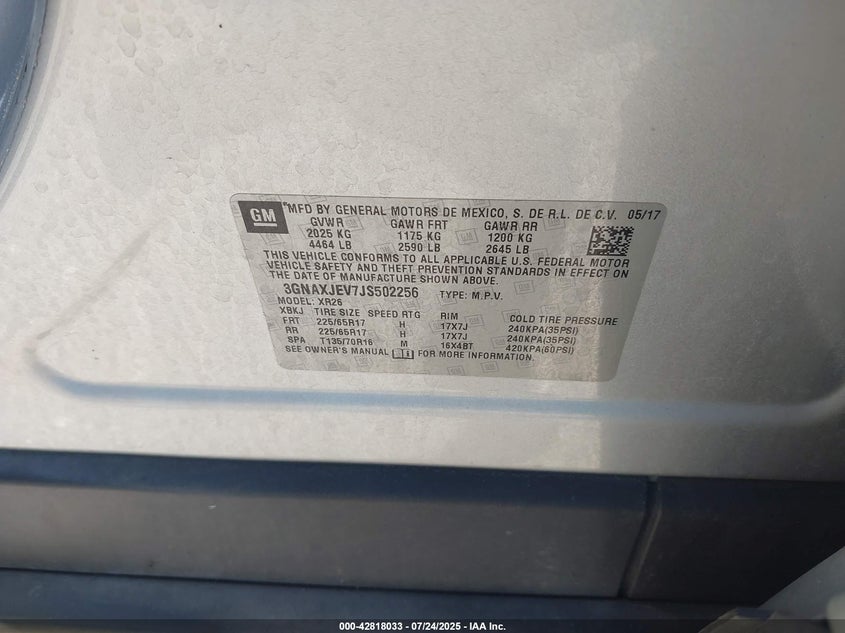 GM *MFD BY GENERAL MOTORS DE MEXICO, S. DE R.L. DE C.V. 05/17
GVWR GAWR FRT GAWR RR
2025 KG 1175 KG 1200 KG
4464 LB 2590 LB 2645 LB
THIS VEHICLE CONFORMS TO ALL APPLICABLE U.S. FEDERAL MOTOR
VEHICLE SAFETY AND THEFT PREVENTION STANDARDS IN EFFECT ON
THE DATE OF MANUFACTURE SHOWN ABOVE.
3GNAXJEV7JS502256 TYPE: M.P.V.
MODEL: XR26
XBKJ TIRE SIZE SPEED RTG RIM COLD TIRE PRESSURE
FRT 225/65R17 H 17X7J 240KPA(35PSI)
RR 225/65R17 H 17X7J 240KPA(35PSI)
SPA T135/70R16 M 16X4BT 420KPA(60PSI)
SEE OWNER'S MANUAL FOR MORE INFORMATION.
000-42818033 / 07/24/2025 - IAA Inc.